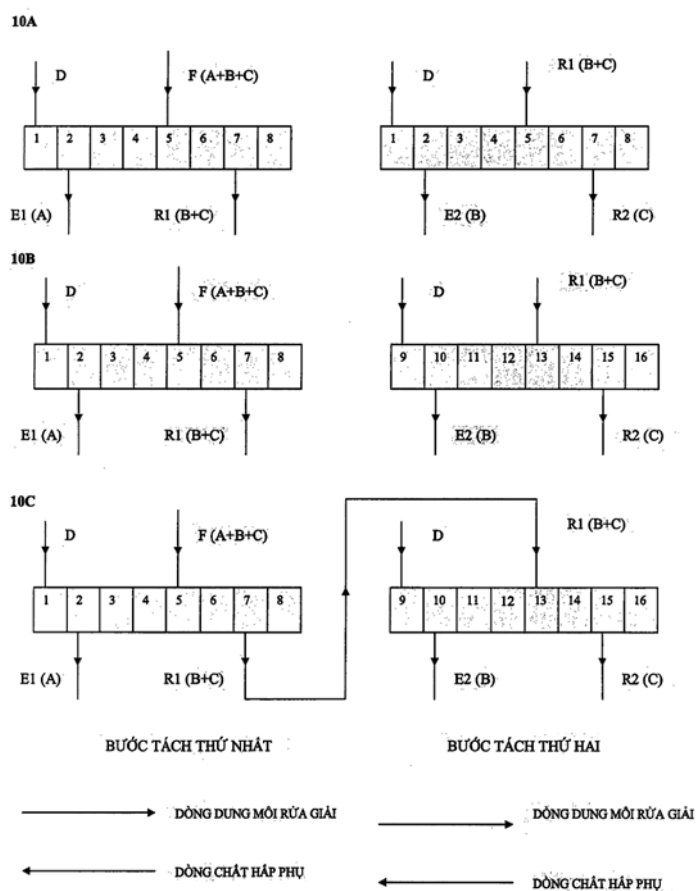 10A
D F (A+B+C) D R1 (B+C)
1 2 3 4 5 6 7 8 1 2 3 4 5 6 7 8
E1 (A) R1 (B+C) E2 (B) R2 (C)
10B
D F (A+B+C) D R1 (B+C)
1 2 3 4 5 6 7 8 9 10 11 12 13 14 15 16
E1 (A) R1 (B+C) E2 (B) R2 (C)
10C
D F (A+B+C) D R1 (B+C)
1 2 3 4 5 6 7 8 9 10 11 12 13 14 15 16
E1 (A) R1 (B+C) E2 (B) R2 (C)
BƯỚC TÁCH THỨ NHẤT BƯỚC TÁCH THỨ HAI
DÒNG DUNG MÔI RỬA GIẢI DÒNG DUNG MÔI RỬA GIẢI
DÒNG CHẤT HẤP PHỤ DÒNG CHẤT HẤP PHỤ